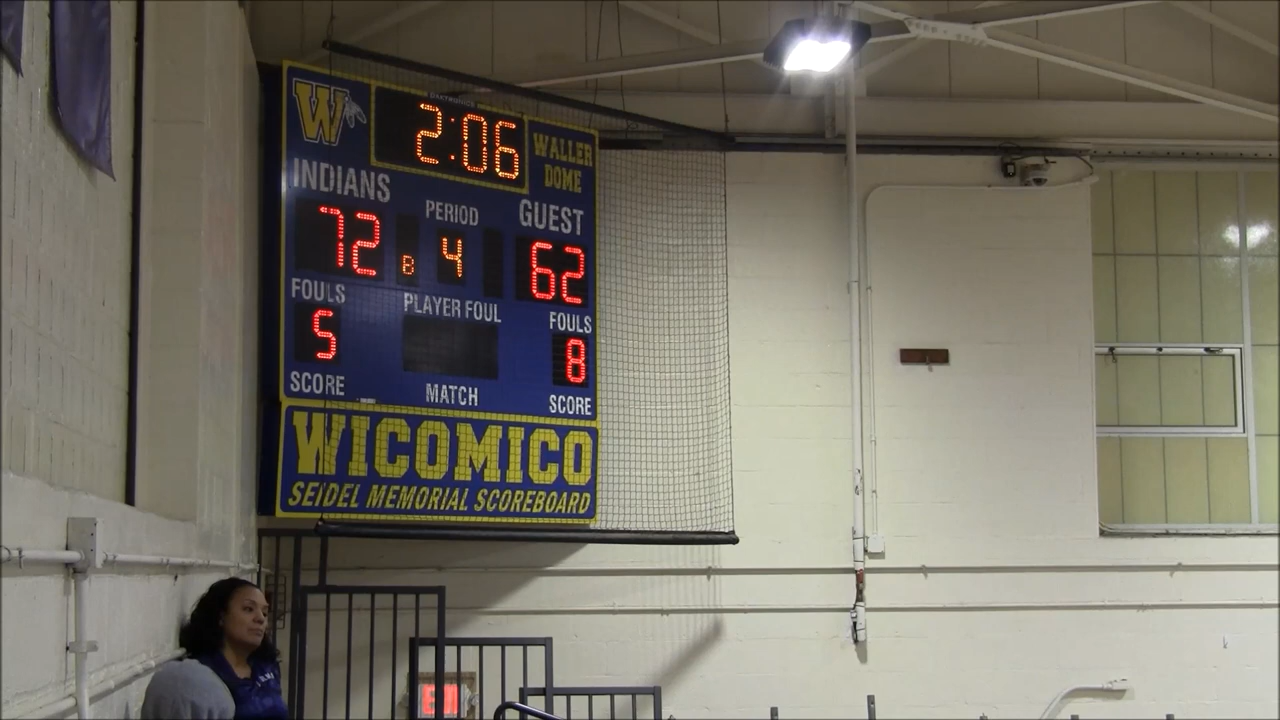 W
DAKTRONICS
2:06
WALLER
DOME
INDIANS
PERIOD
GUEST
72
B
4
62
FOULS
PLAYER FOUL
FOULS
5
8
SCORE
MATCH
SCORE
WICOMICO
SEIDEL MEMORIAL SCOREBOARD